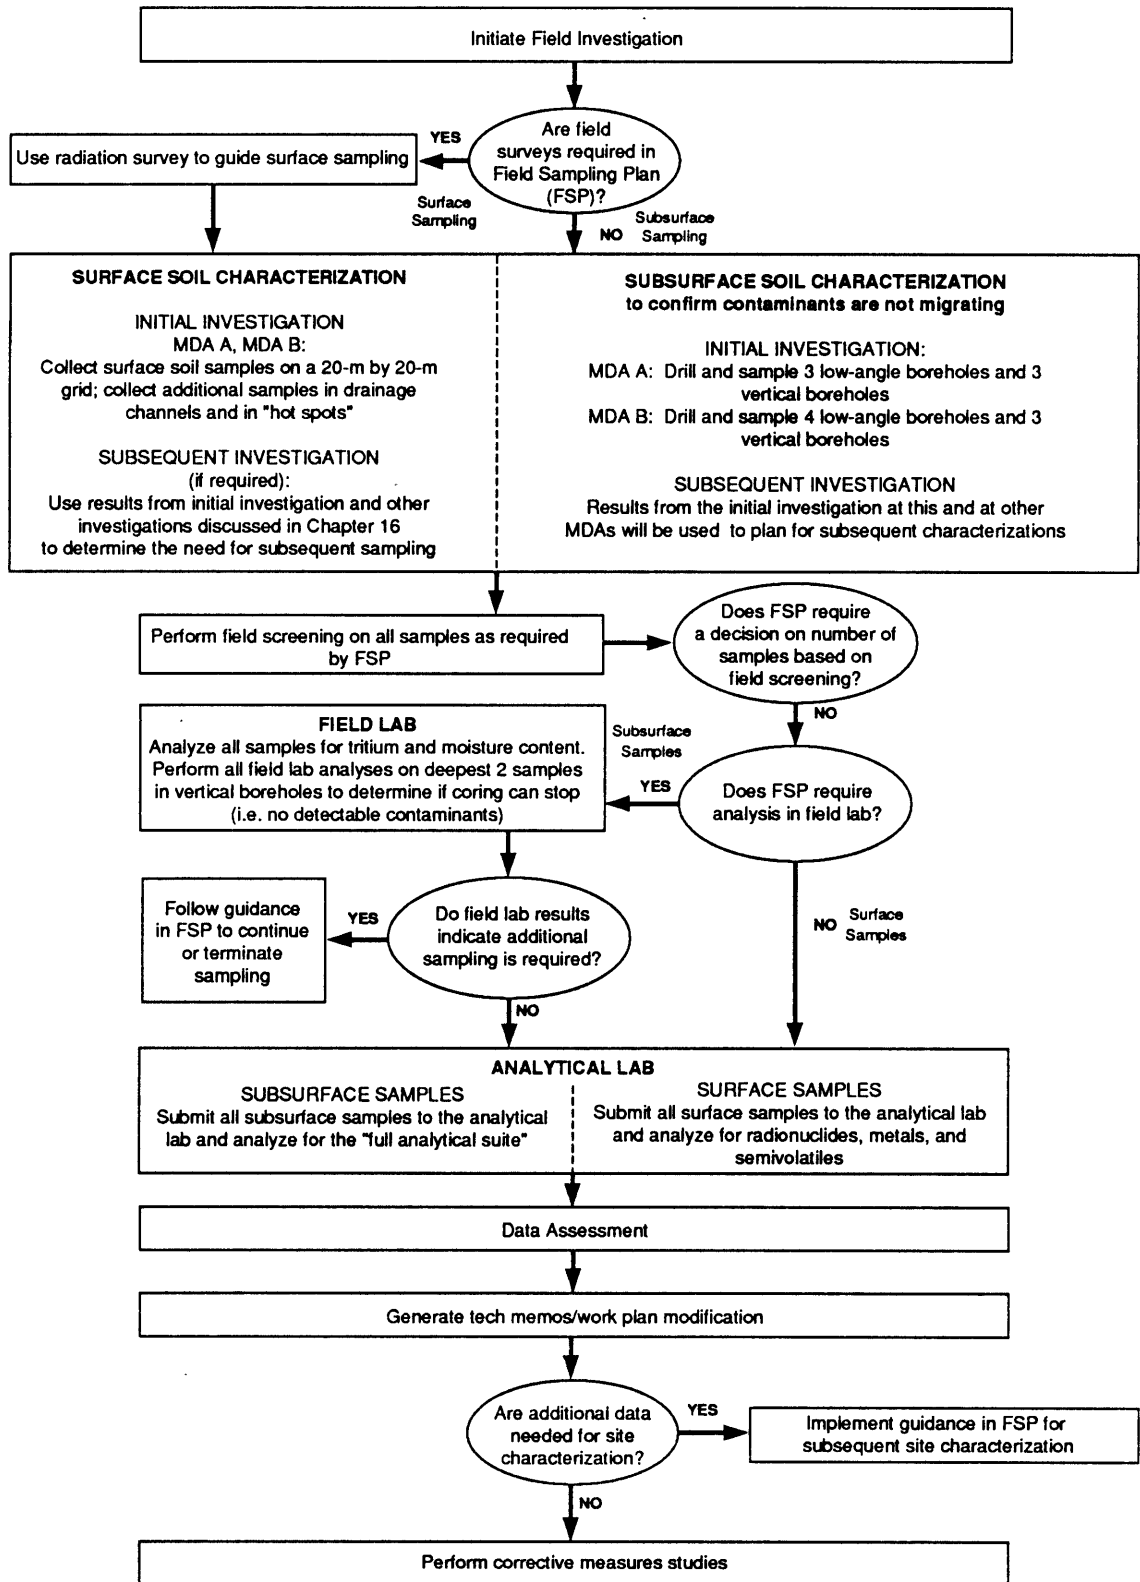 Initiate Field Investigation
Are field
surveys required in
Field Sampling Plan
(FSP)?
YES
Use radiation survey to guide surface sampling
Surface
Sampling
Subsurface
Sampling
NO
SURFACE SOIL CHARACTERIZATION
INITIAL INVESTIGATION
MDA A, MDA B:
Collect surface soil samples on a 20-m by 20-m
grid; collect additional samples in drainage
channels and in "hot spots"
SUBSEQUENT INVESTIGATION
(if required):
Use results from initial investigation and other
investigations discussed in Chapter 16
to determine the need for subsequent sampling
SUBSURFACE SOIL CHARACTERIZATION
to confirm contaminants are not migrating
INITIAL INVESTIGATION:
MDA A: Drill and sample 3 low-angle boreholes and 3
vertical boreholes
MDA B: Drill and sample 4 low-angle boreholes and 3
vertical boreholes
SUBSEQUENT INVESTIGATION
Results from the initial investigation at this and at other
MDAs will be used to plan for subsequent characterizations
Perform field screening on all samples as required
by FSP
Does FSP require
a decision on number of
samples based on
field screening?
NO
FIELD LAB
Analyze all samples for tritium and moisture content.
Perform all field lab analyses on deepest 2 samples
in vertical boreholes to determine if coring can stop
(i.e. no detectable contaminants)
Subsurface
Samples
YES
Does FSP require
analysis in field lab?
Follow guidance
in FSP to continue
or terminate
sampling
YES
Do field lab results
indicate additional
sampling is required?
NO
NO
Surface
Samples
ANALYTICAL LAB
SUBSURFACE SAMPLES
Submit all subsurface samples to the analytical
lab and analyze for the "full analytical suite"
SURFACE SAMPLES
Submit all surface samples to the analytical lab
and analyze for radionuclides, metals, and
semivolatiles
Data Assessment
Generate tech memos/work plan modification
Are additional data
needed for site
characterization?
YES
Implement guidance in FSP for
subsequent site characterization
NO
Perform corrective measures studies